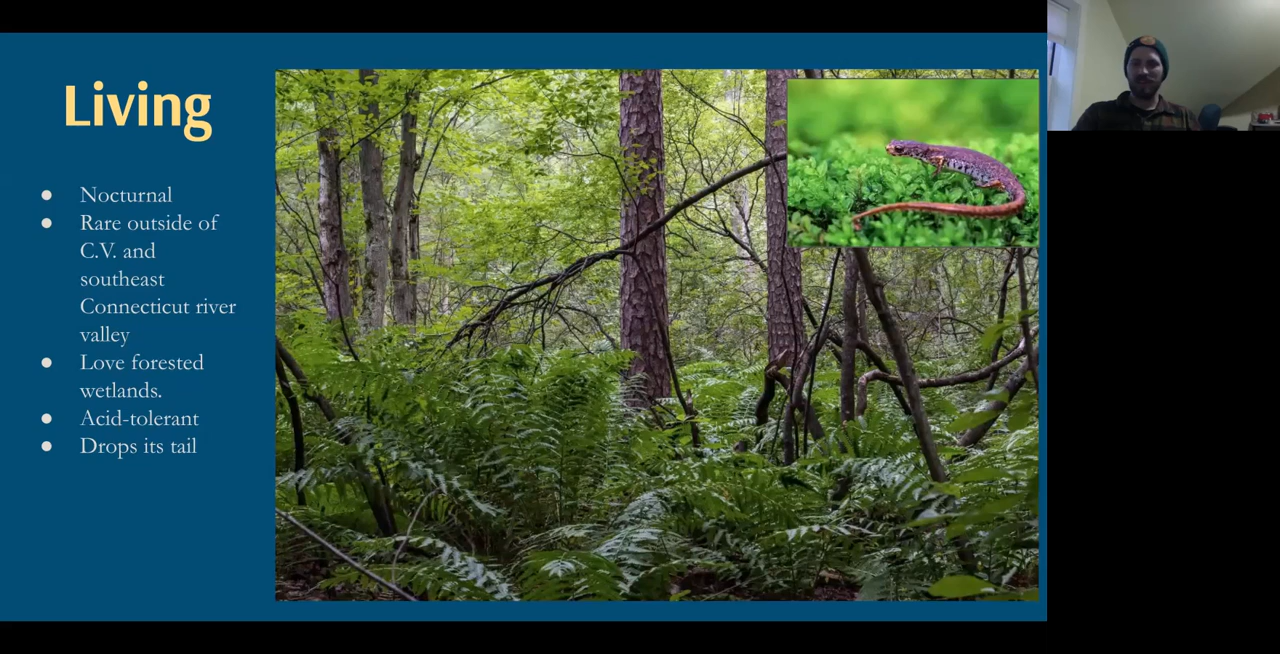 Living
● Nocturnal
● Rare outside of
C.V. and
southeast
Connecticut river
valley
● Love forested
wetlands.
● Acid-tolerant
● Drops its tail